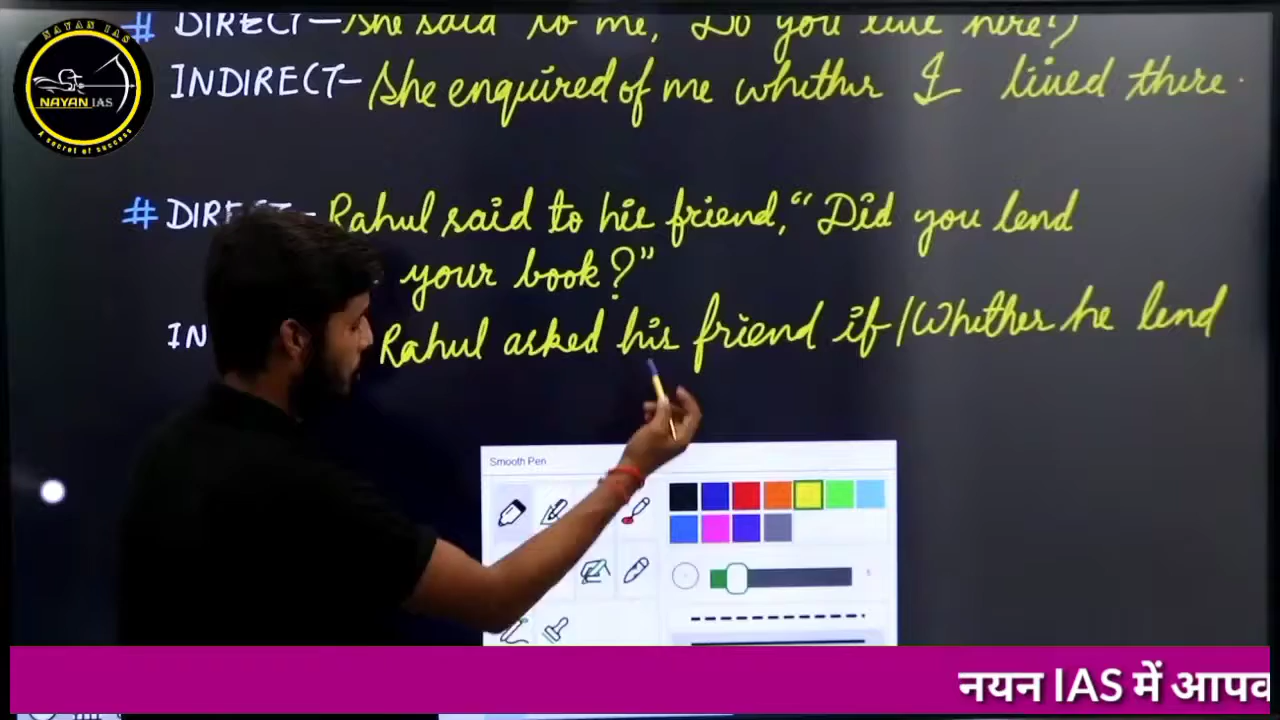 # DIRECT- She said to me, "Do you live here?"
NAYAN IAS
NAYAN IAS
A secret of success
INDIRECT- She enquired of me whether I lived there.
# DIRE - Rahul said to his friend, "Did you lend
your book?"
IN Rahul asked his friend if / Whether he lend
Smooth Pen
नयन IAS में आपक